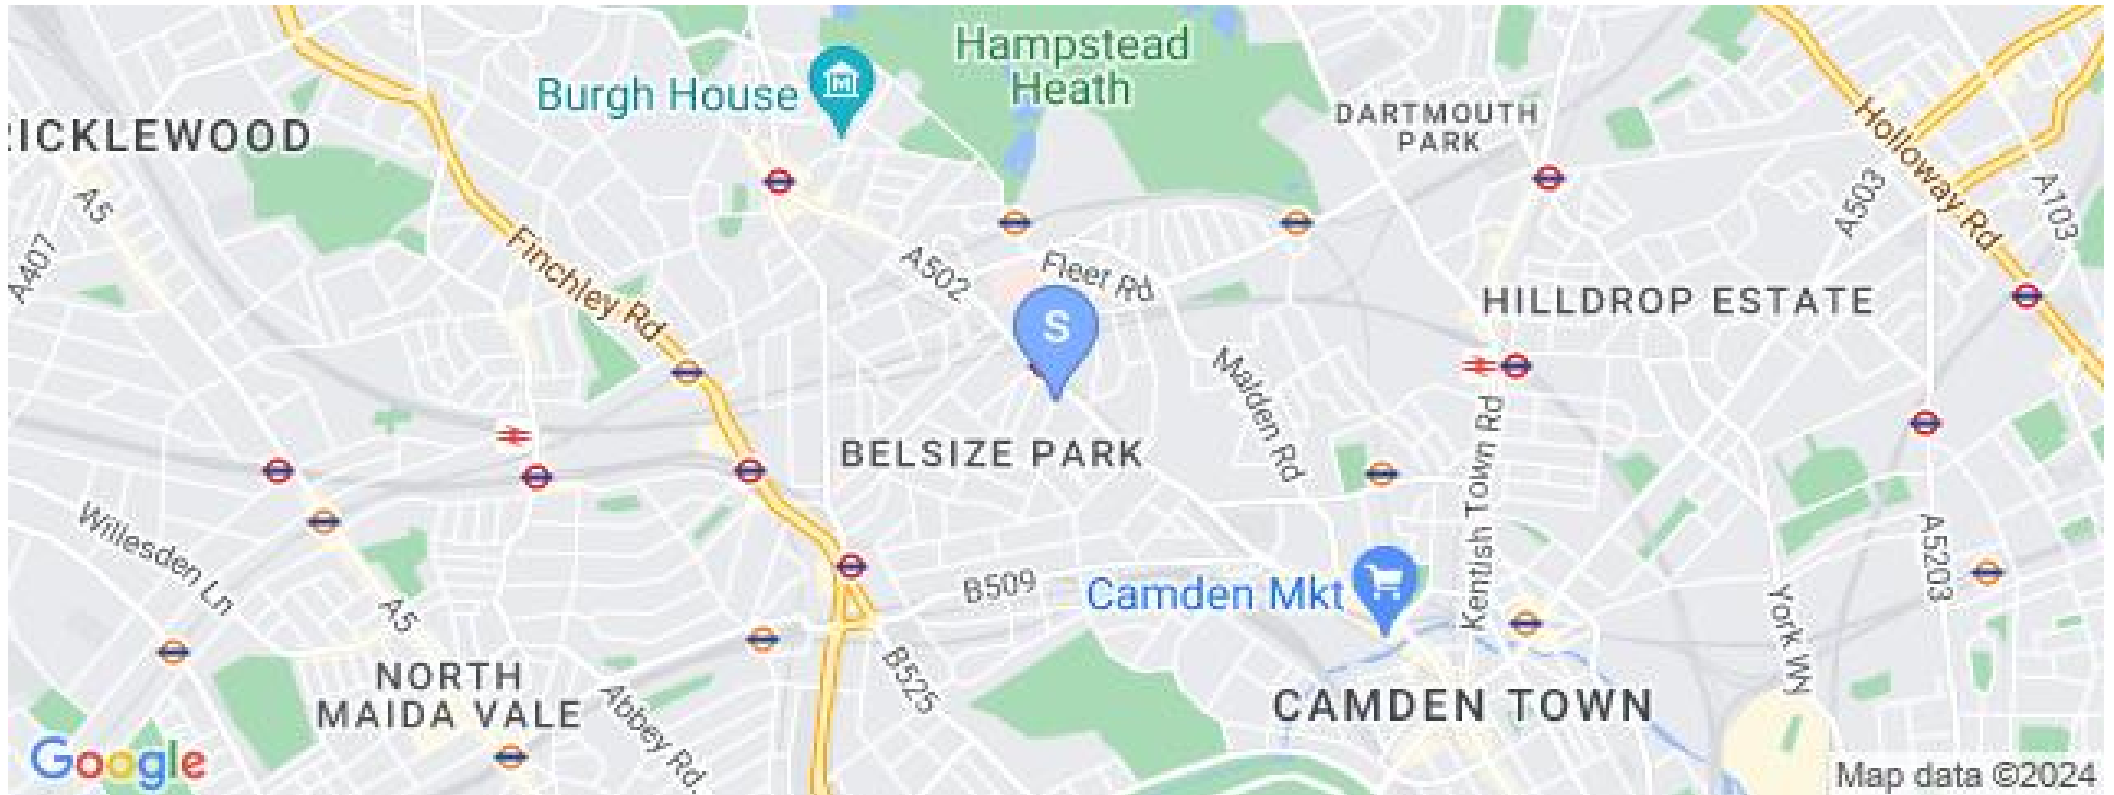 Hampstead
Heath
Burgh House
M
DARTMOUTH
PARK
RICKLEWOOD
Holloway Rd
A5
A503
A103
A407
Finchley Rd
A502
Fleet Rd
S
HILLDROP ESTATE
Malden Rd
Kentish Town Rd
BELSIZE PARK
Willesden Ln
A5
A5203
B509
Camden Mkt
York Wy
NORTH
MAIDA VALE
B525
Abbey Rd.
CAMDEN TOWN
Google
Map data ©2024